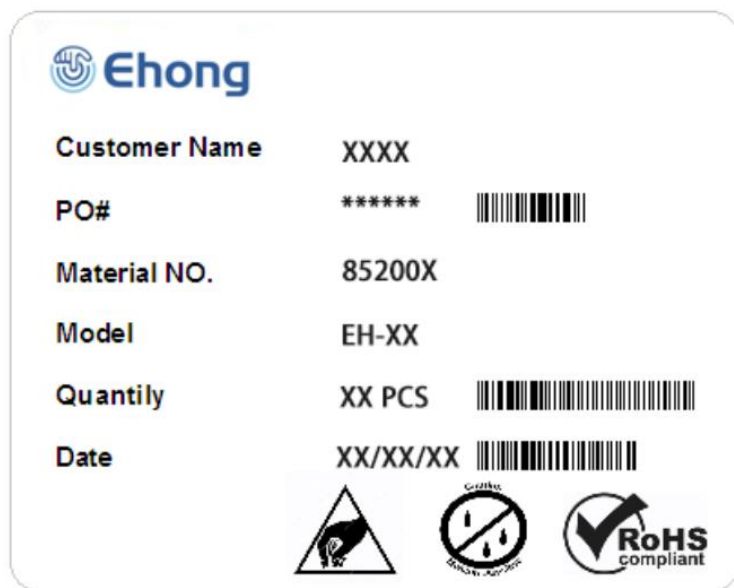 Ehong
Customer Name XXXX
PO# ******
Material NO. 85200X
Model EH-XX
Quantily XX PCS
Date XX/XX/XX
Caution
RoHS
compliant